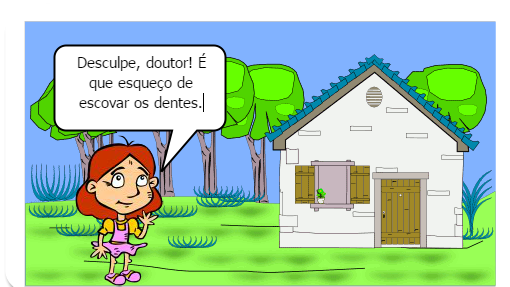 Desculpe, doutor! É
que esqueço de
escovar os dentes.